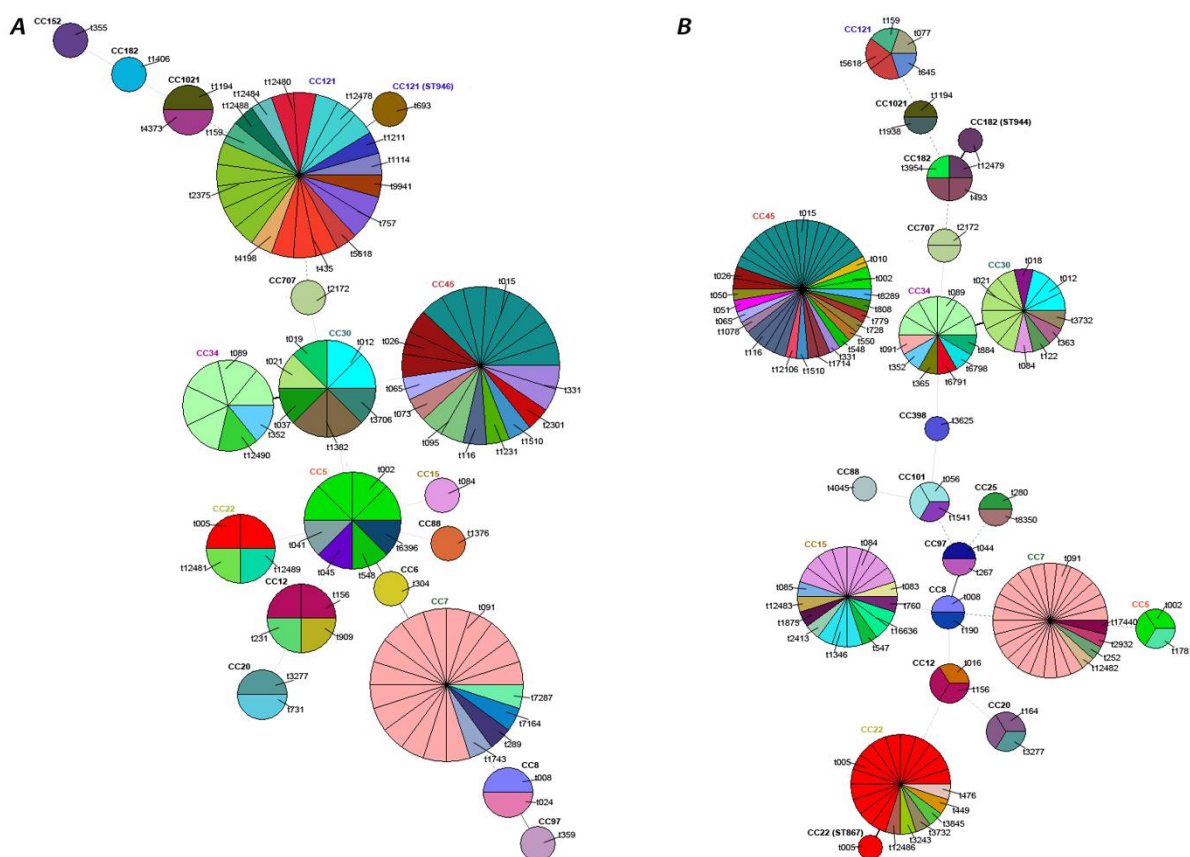 A
CC152
t355
CC182
t1406
CC1021
t1194
t4373
t12480
CC121
t12484
t12488
t12478
t159
CC121 (ST946)
t693
t1211
t1114
t9941
t757
t5618
t435
t4198
t2375
CC707
t2172
CC45
t015
t026
t065
t073
t095
t116
t1231
t1510
t2301
t331
CC34
t089
t352
t12490
CC30
t019
t012
t021
t037
t1382
t3706
CC5
t002
t041
t045
t548
t6396
CC15
t084
CC88
t1376
CC22
t005
t12481
t12489
CC6
t304
CC12
t156
t231
t909
CC20
t3277
t731
CC7
t091
t7287
t7164
t289
t1743
CC8
t008
t024
CC97
t359
B
CC121
t159
t077
t5618
t645
CC1021
t1194
t1938
CC182 (ST944)
CC182
t3954
t12479
t493
CC707
t2172
CC45
t015
t010
t002
t8289
t808
t779
t728
t550
t548
t331
t1714
t1510
t12106
t116
t1078
t065
t051
t050
t026
CC34
t089
t091
t352
t365
t6791
t6798
t884
CC30
t018
t012
t021
t3732
t363
t122
t084
CC398
t3625
CC88
t4045
CC101
t056
t1541
CC25
t280
t8350
CC97
t044
t267
CC15
t084
t085
t083
t12483
t760
t1875
t16636
t2413
t547
t1346
CC8
t008
t190
CC7
t091
t17440
t2932
t252
t12482
CC5
t002
t178
CC12
t016
t156
CC20
t164
t3277
CC22
t005
t476
t449
t3845
t3732
t3243
t12486
CC22 (ST867)
t005